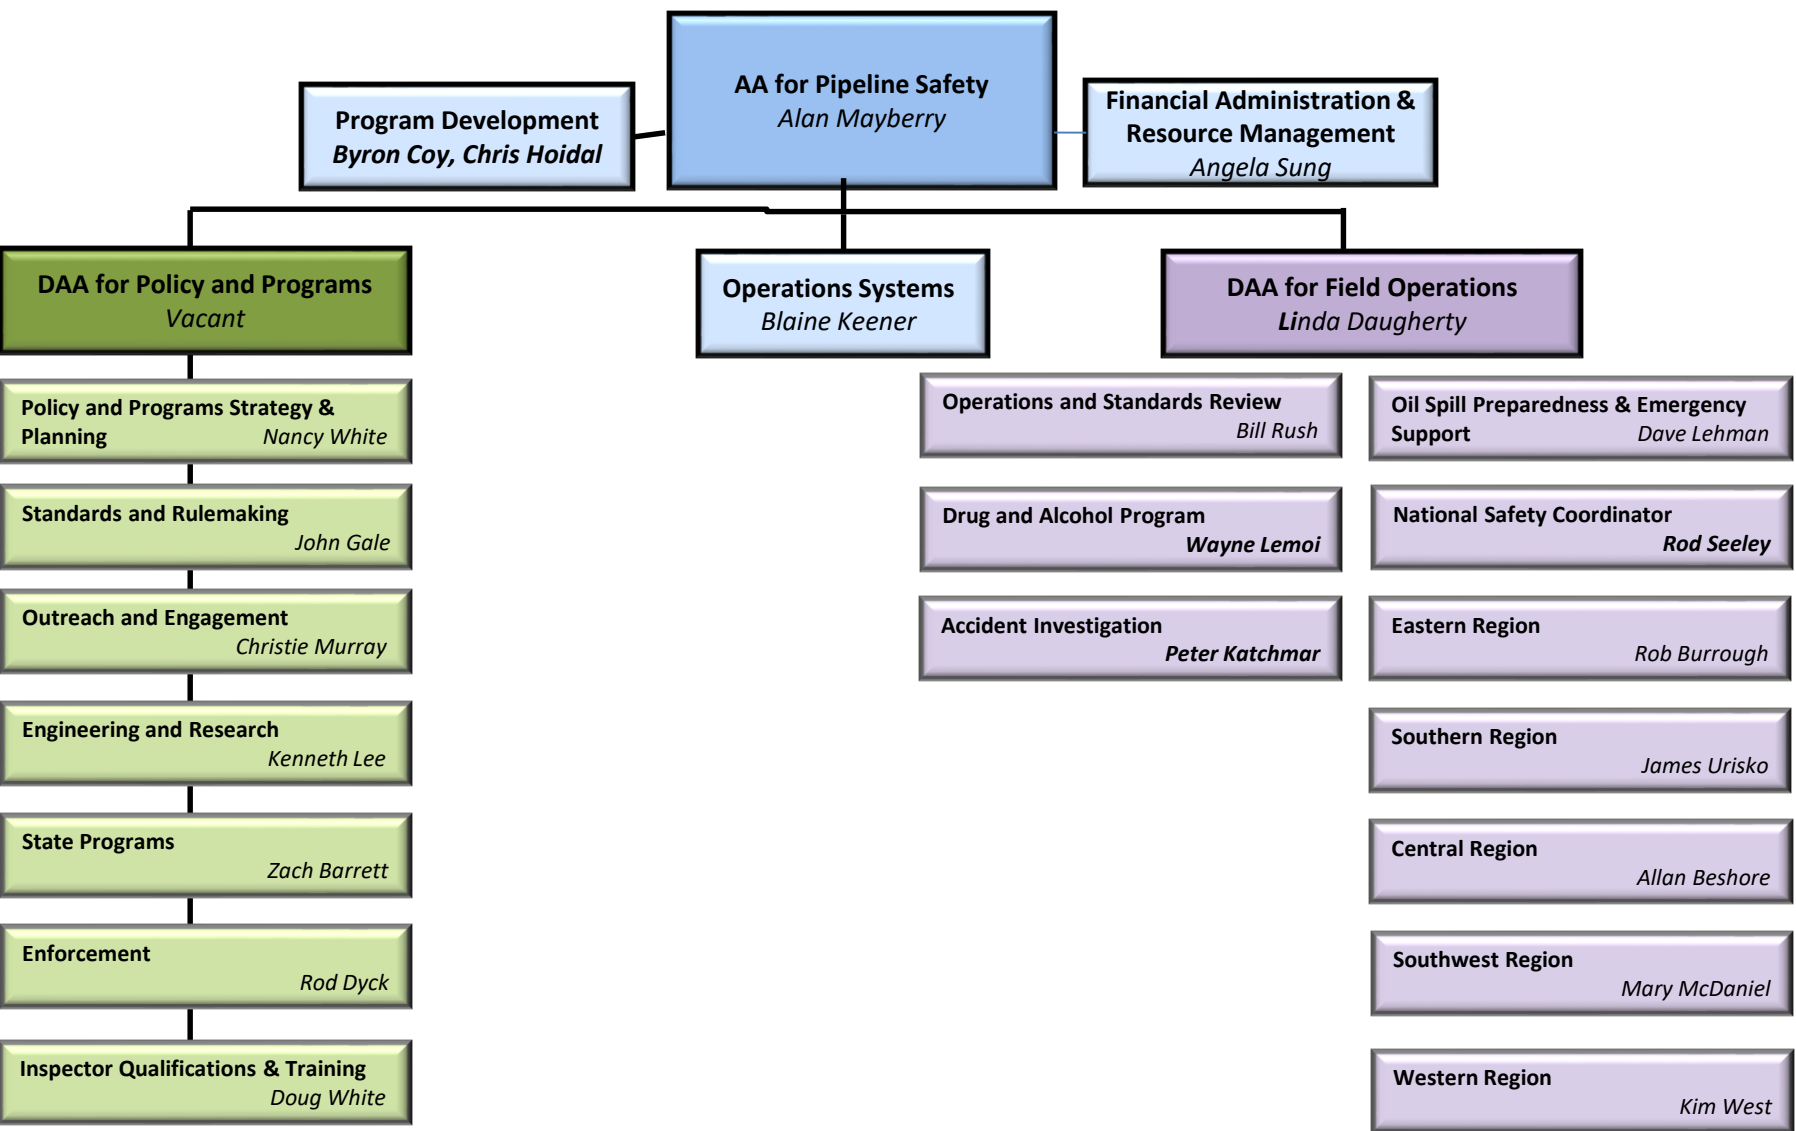 AA for Pipeline Safety
Alan Mayberry
Program Development
Byron Coy, Chris Hoidal
Financial Administration &
Resource Management
Angela Sung
DAA for Policy and Programs
Vacant
Operations Systems
Blaine Keener
DAA for Field Operations
Linda Daugherty
Policy and Programs Strategy &
Planning Nancy White
Standards and Rulemaking
John Gale
Outreach and Engagement
Christie Murray
Engineering and Research
Kenneth Lee
State Programs
Zach Barrett
Enforcement
Rod Dyck
Inspector Qualifications & Training
Doug White
Operations and Standards Review
Bill Rush
Drug and Alcohol Program
Wayne Lemoi
Accident Investigation
Peter Katchmar
Oil Spill Preparedness & Emergency
Support Dave Lehman
National Safety Coordinator
Rod Seeley
Eastern Region
Rob Burrough
Southern Region
James Urisko
Central Region
Allan Beshore
Southwest Region
Mary McDaniel
Western Region
Kim West